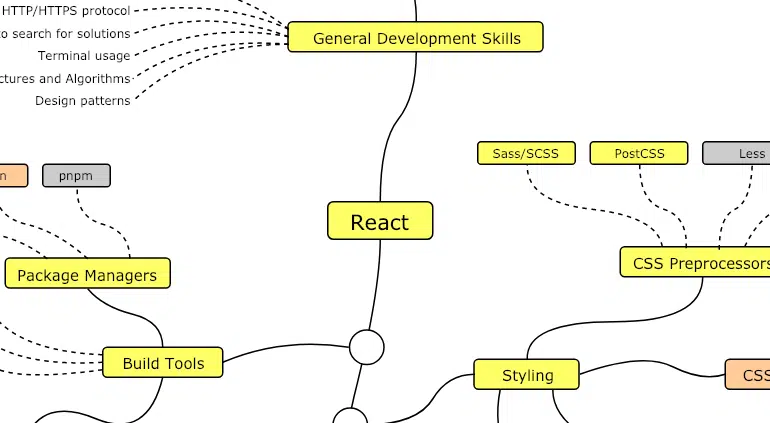 HTTP/HTTPS protocol
to search for solutions
Terminal usage
ctures and Algorithms
Design patterns
General Development Skills
n
pnpm
Sass/SCSS
PostCSS
Less
React
Package Managers
CSS Preprocessors
Build Tools
Styling
CSS